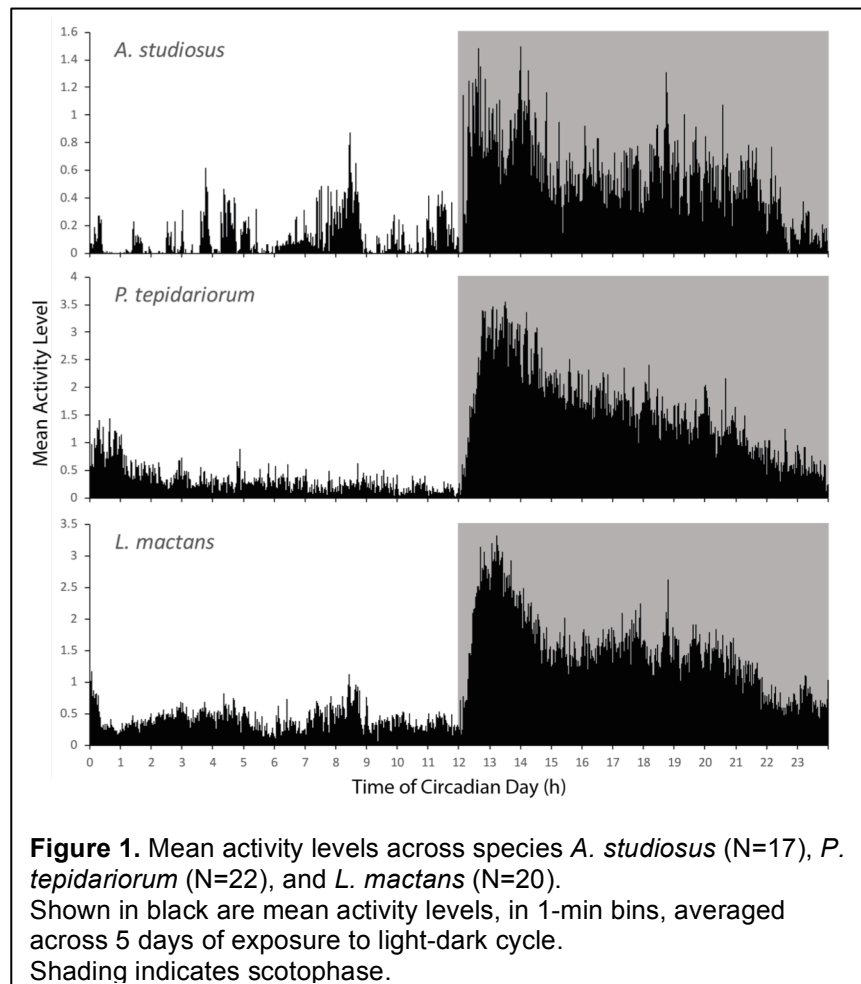 1.6
A. studiosus
1.4
1.2
1
0.8
0.6
0.4
0.2
0
4
P. tepidariorum
3.5
3
2.5
2
1.5
1
0.5
0
Mean Activity Level
3.5
L. mactans
3
2.5
2
1.5
1
0.5
0
0 1 2 3 4 5 6 7 8 9 10 11 12 13 14 15 16 17 18 19 20 21 22 23
Time of Circadian Day (h)
Figure 1. Mean activity levels across species A. studiosus (N=17), P.
tepidariorum (N=22), and L. mactans (N=20).
Shown in black are mean activity levels, in 1-min bins, averaged
across 5 days of exposure to light-dark cycle.
Shading indicates scotophase.